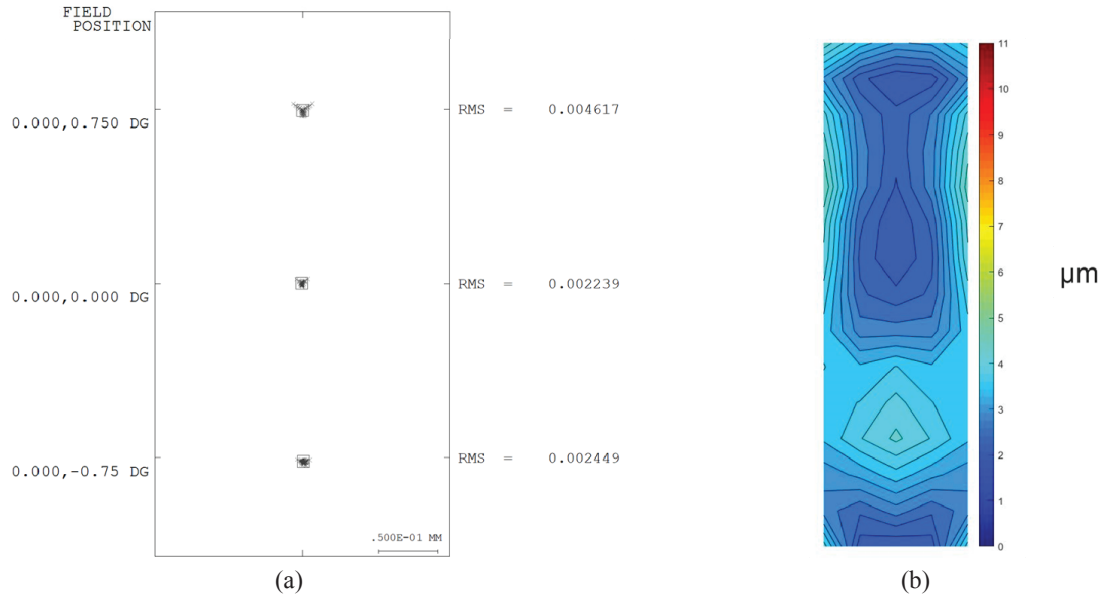 FIELD
POSITION
0.000,0.750 DG
RMS = 0.004617
0.000,0.000 DG
RMS = 0.002239
0.000,-0.75 DG
RMS = 0.002449
.500E-01 MM
(a)
11
10
9
8
7
6
5
4
3
2
1
0
µm
(b)